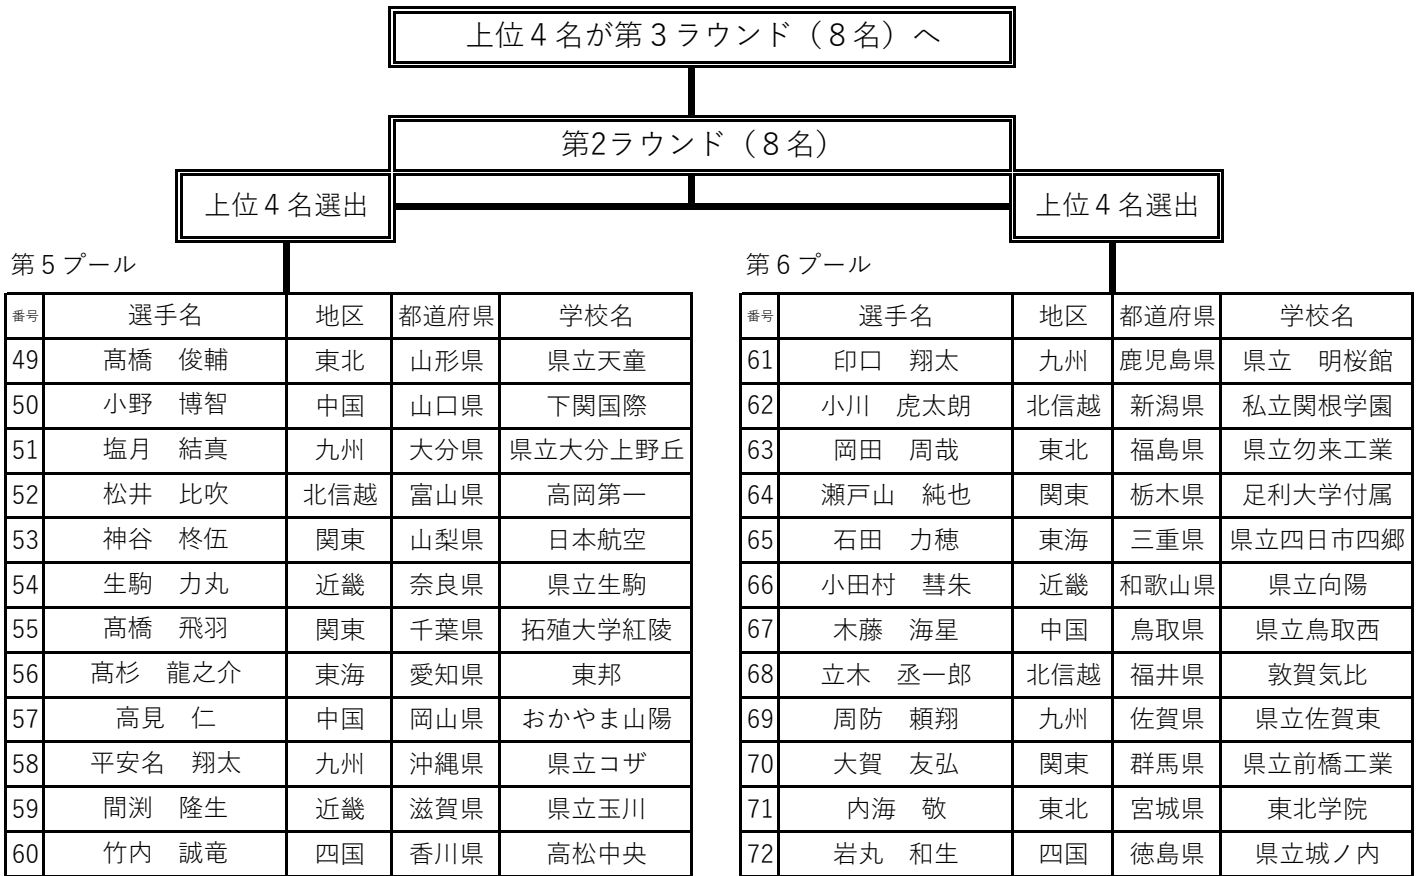 上位４名が第３ラウンド（８名）へ
第2ラウンド（８名）
上位４名選出
上位４名選出
第５プール
番号 選手名 地区 都道府県 学校名
49 髙橋　俊輔 東北 山形県 県立天童
50 小野　博智 中国 山口県 下関国際
51 塩月　結真 九州 大分県 県立大分上野丘
52 松井　比吹 北信越 富山県 高岡第一
53 神谷　柊伍 関東 山梨県 日本航空
54 生駒　力丸 近畿 奈良県 県立生駒
55 髙橋　飛羽 関東 千葉県 拓殖大学紅陵
56 髙杉　龍之介 東海 愛知県 東邦
57 高見　仁 中国 岡山県 おかやま山陽
58 平安名　翔太 九州 沖縄県 県立コザ
59 間渕　隆生 近畿 滋賀県 県立玉川
60 竹内　誠竜 四国 香川県 高松中央
第６プール
番号 選手名 地区 都道府県 学校名
61 印口　翔太 九州 鹿児島県 県立　明桜館
62 小川　虎太朗 北信越 新潟県 私立関根学園
63 岡田　周哉 東北 福島県 県立勿来工業
64 瀬戸山　純也 関東 栃木県 足利大学付属
65 石田　力穂 東海 三重県 県立四日市四郷
66 小田村　彗朱 近畿 和歌山県 県立向陽
67 木藤　海星 中国 鳥取県 県立鳥取西
68 立木　丞一郎 北信越 福井県 敦賀気比
69 周防　頼翔 九州 佐賀県 県立佐賀東
70 大賀　友弘 関東 群馬県 県立前橋工業
71 内海　敬 東北 宮城県 東北学院
72 岩丸　和生 四国 徳島県 県立城ノ内